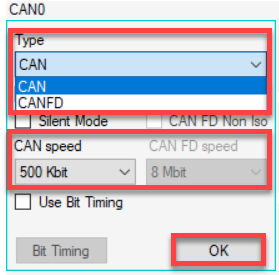 CAN0
Type
CAN
CAN
CANFD
Silent Mode CAN FD Non Iso
CAN speed CAN FD speed
500 Kbit 8 Mbit
Use Bit Timing
Bit Timing OK